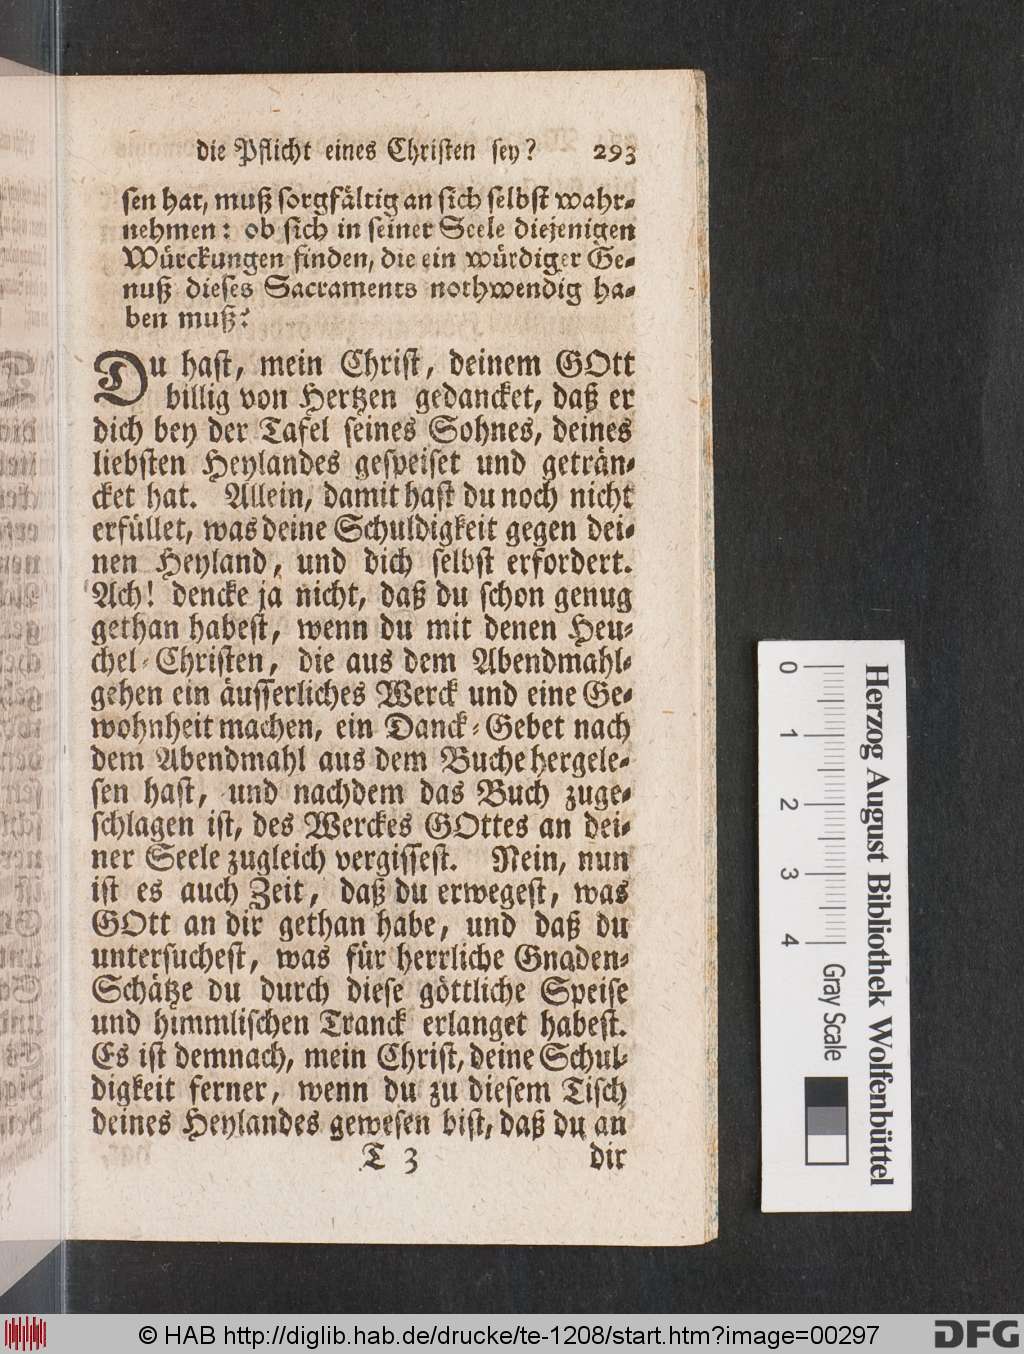 die Pflicht eines Christen sey? 293
sen hat, muß sorgfältig an sich selbst wahr-
nehmen: ob sich in seiner Seele diejenigen
Würckungen finden, die ein würdiger Ge-
nuß dieses Sacraments nothwendig ha-
ben muß?
Du hast, mein Christ, deinem GOtt
billig von Hertzen gedancket, daß er
dich bey der Tafel seines Sohnes, deines
liebsten Heylandes gespeiset und geträn-
cket hat. Allein, damit hast du noch nicht
erfüllet, was deine Schuldigkeit gegen dei-
nen Heyland, und dich selbst erfordert.
Ach! dencke ja nicht, daß du schon genug
gethan habest, wenn du mit denen Heu-
chel-Christen, die aus dem Abendmahl-
gehen ein äusserliches Werck und eine Ge-
wohnheit machen, ein Danck-Gebet nach
dem Abendmahl aus dem Buche hergele-
sen hast, und nachdem das Buch zuge-
schlagen ist, des Werckes GOttes an dei-
ner Seele zugleich vergissest. Nein, nun
ist es auch Zeit, daß du erwegest, was
GOtt an dir gethan habe, und daß du
untersuchest, was für herrliche Gnaden-
Schätze du durch diese göttliche Speise
und himmlischen Tranck erlanget habest.
Es ist demnach, mein Christ, deine Schul-
digkeit ferner, wenn du zu diesem Tisch
deines Heylandes gewesen bist, daß du an
T 3 dir
Herzog August Bibliothek Wolfenbüttel
0 1 2 3 4 Gray Scale
© HAB http://diglib.hab.de/drucke/te-1208/start.htm?image=00297
DFG